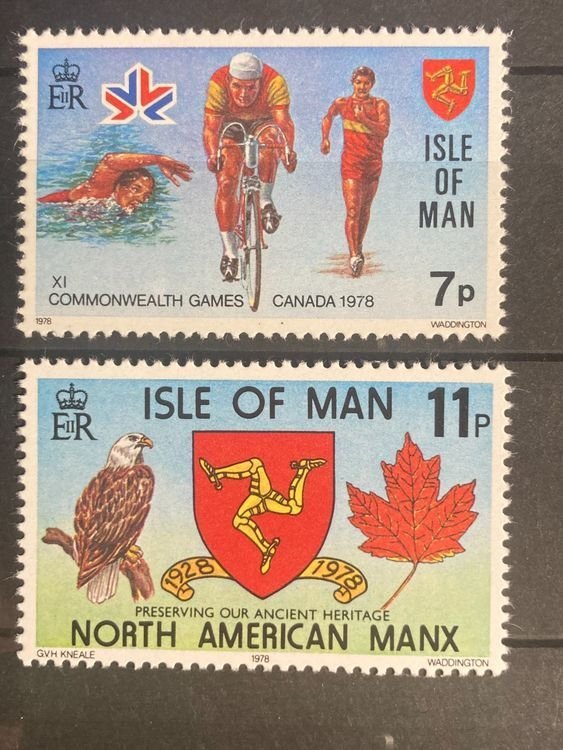 EIIR
ISLE
OF
MAN
XI
COMMONWEALTH GAMES CANADA 1978
7p
1978 WADDINGTON
EIIR
ISLE OF MAN 11P
1928 1978
PRESERVING OUR ANCIENT HERITAGE
NORTH AMERICAN MANX
G.V.H KNEALE 1978 WADDINGTON